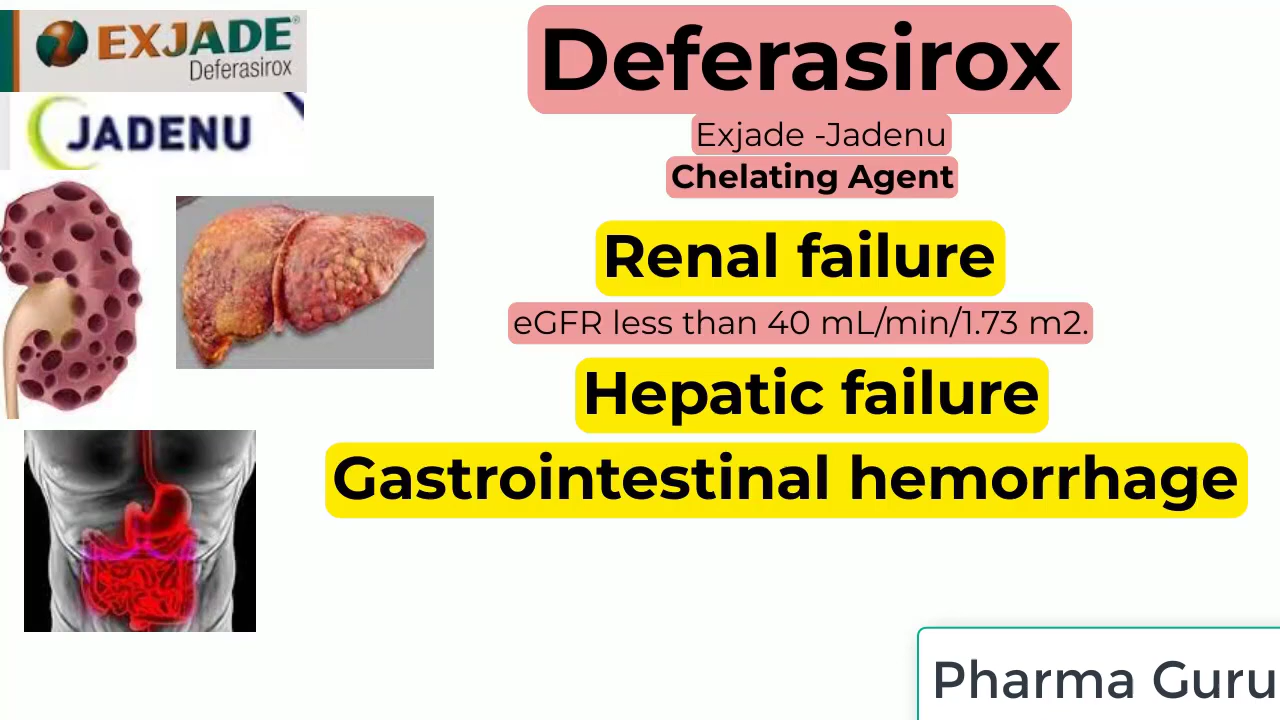 EXJADE®
Deferasirox
JADENU
Deferasirox
Exjade -Jadenu
Chelating Agent
Renal failure
eGFR less than 40 mL/min/1.73 m2.
Hepatic failure
Gastrointestinal hemorrhage
Pharma Guru